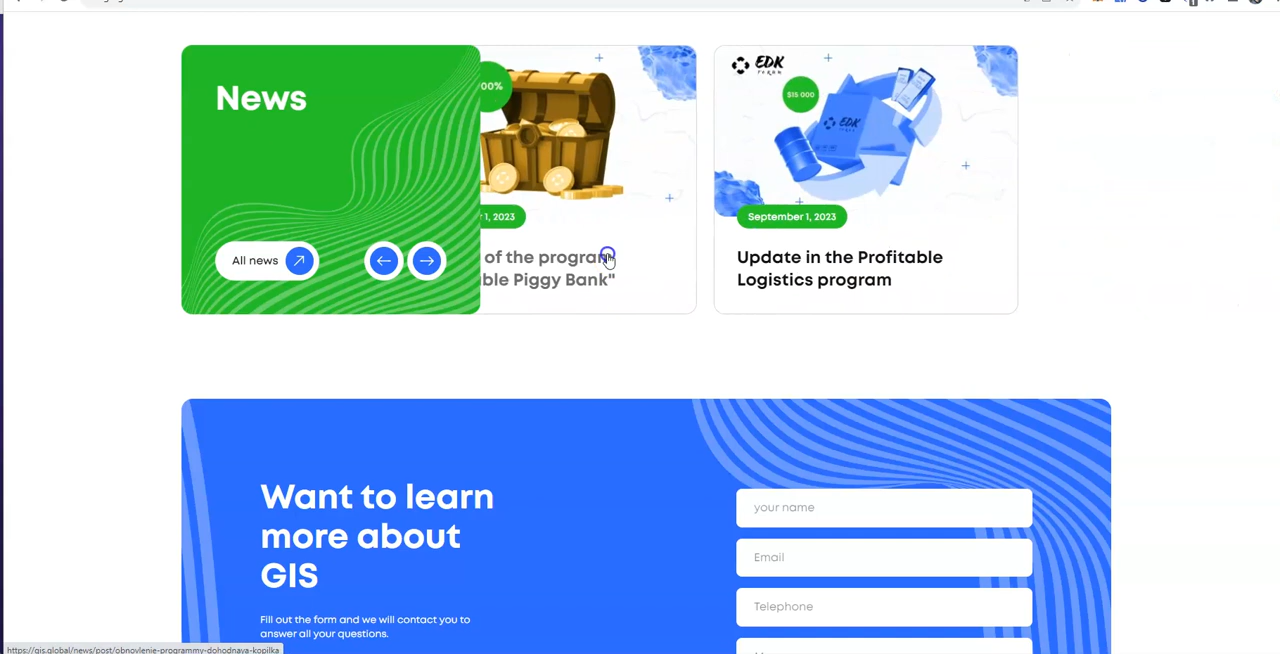 News
All news
00%
r 1, 2023
of the program
ble Piggy Bank"
EDK
FORUM
$15 000
EDK
September 1, 2023
Update in the Profitable
Logistics program
Want to learn
more about
GIS
Fill out the form and we will contact you to
answer all your questions.
your name
Email
Telephone
https://gis.global/news/post/obnovlenie-programmy-dohodnaya-kopilka